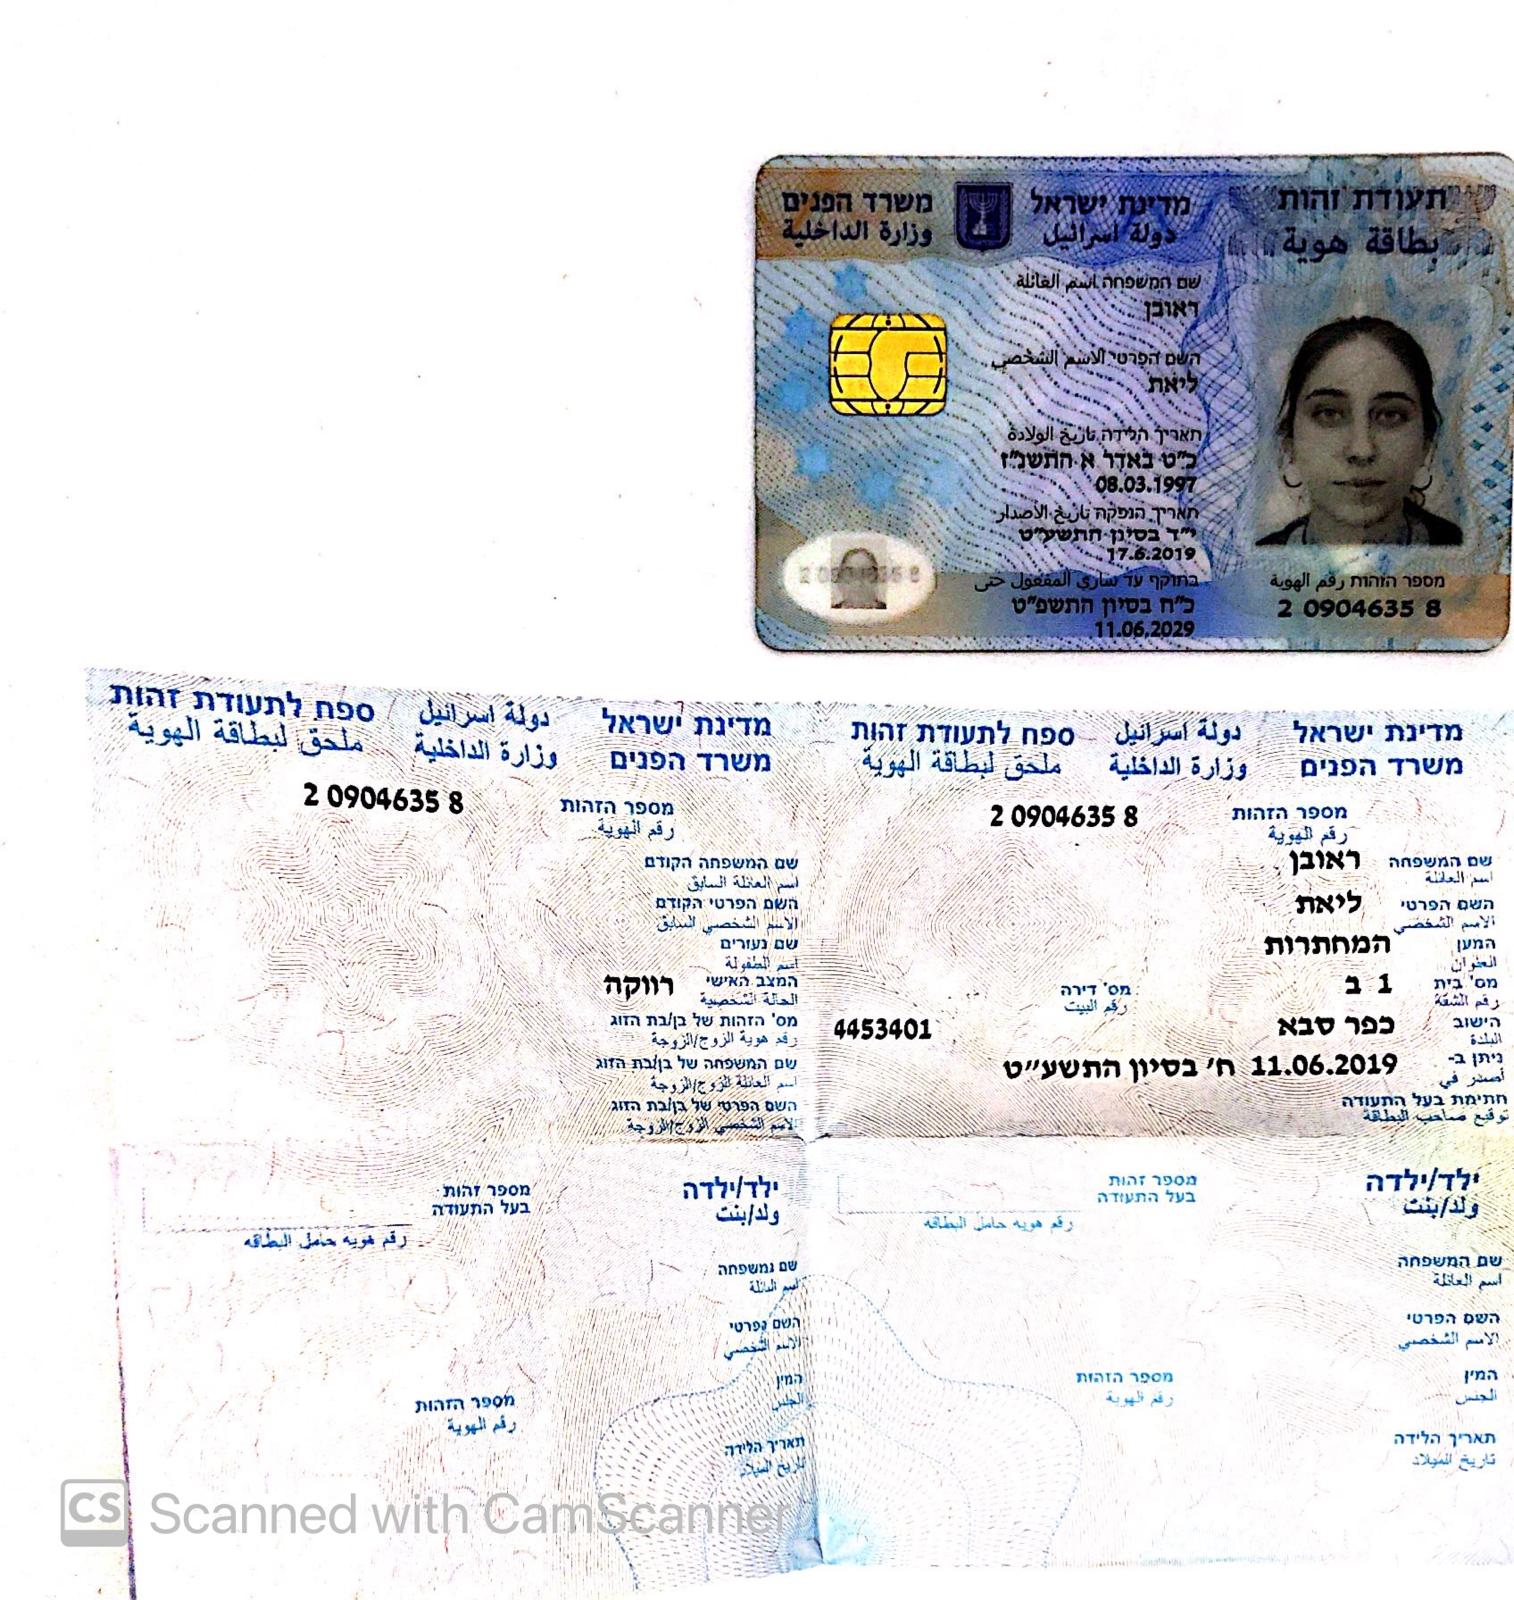 תעודת זהות
بطاقة هوية
מדינת ישראל
دولة اسرائيل
משרד הפנים
وزارة الداخلية
שם המשפחה اسم العائلة
ראובן
השם הפרטי الاسم الشخصي
ליאת
תאריך הלידה تاريخ الولادة
כ״ט באדר א התשנ״ז
08.03.1997
תאריך הנפקה تاريخ الأصدار
י״ד בסיון התשע״ט
17.6.2019
בתוקף עד ساري المفعول حتى
כ״ח בסיון התשפ״ט
11.06.2029
מספר הזהות رقم الهوية
2 0904635 8
מדינת ישראל
משרד הפנים
دولة اسرائيل
وزارة الداخلية
ספח לתעודת זהות
ملحق لبطاقة الهوية
מספר הזהות 2 0904635 8
رقم الهوية
שם המשפחה ראובן
اسم العائلة
השם הפרטי ליאת
الاسم الشخصي
המען המחתרות
العنوان
מס' בית 1 ב מס' דירה
رقم الشقة رقم البيت
הישוב כפר סבא 4453401
البلدة
ניתן ב- 11.06.2019 ח' בסיון התשע״ט
أصدر في
חתימת בעל התעודה
توقيع صاحب البطاقة
מדינת ישראל
משרד הפנים
دولة اسرائيل
وزارة الداخلية
ספח לתעודת זהות
ملحق لبطاقة الهوية
מספר הזהות 2 0904635 8
رقم الهوية
שם המשפחה הקודם
اسم العائلة السابق
השם הפרטי הקודם
الاسم الشخصي السابق
שם נעורים
اسم الطفولة
המצב האישי רווקה
الحالة الشخصية
מס' הזהות של בן/בת הזוג
رقم هوية الزوج/الزوجة
שם המשפחה של בן/בת הזוג
اسم العائلة الزوج/الزوجة
השם הפרטי של בן/בת הזוג
الاسم الشخصي الزوج/الزوجة
ילד/ילדה
ولد/بنت
מספר זהות
בעל התעודה
رقم هويه حامل البطاقه
שם המשפחה
اسم العائلة
השם הפרטי
الاسم الشخصي
המין
الجنس
מספר הזהות
رقم الهوية
תאריך הלידה
تاريخ الميلاد
ילד/ילדה
ولد/بنت
מספר זהות
בעל התעודה
رقم هويه حامل البطاقه
שם המשפחה
اسم العائلة
השם הפרטי
الاسم الشخصي
המין
الجنس
מספר הזהות
رقم الهوية
תאריך הלידה
تاريخ الميلاد
CS Scanned with CamScanner